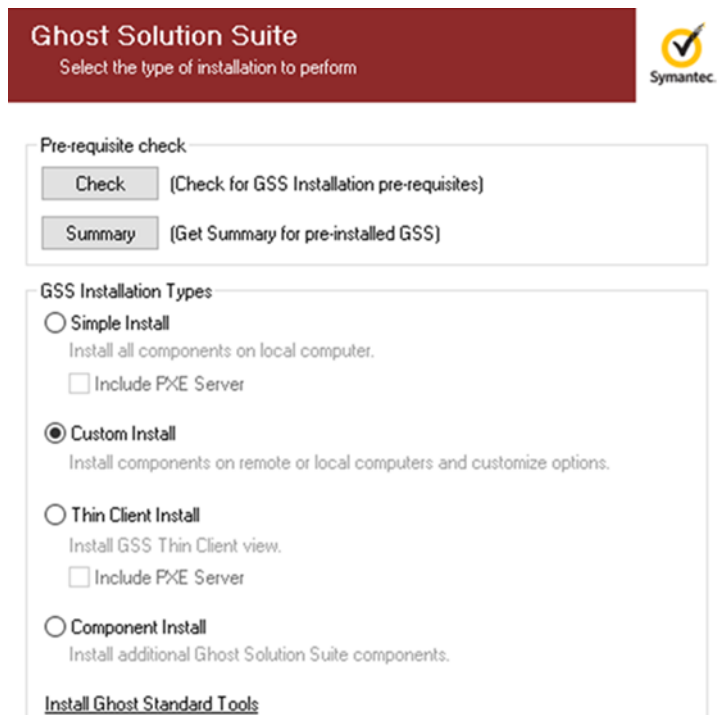 Ghost Solution Suite
Select the type of installation to perform
Symantec.
Pre-requisite check
Check (Check for GSS Installation pre-requisites)
Summary (Get Summary for pre-installed GSS)
GSS Installation Types
Simple Install
Install all components on local computer.
Include PXE Server
Custom Install
Install components on remote or local computers and customize options.
Thin Client Install
Install GSS Thin Client view.
Include PXE Server
Component Install
Install additional Ghost Solution Suite components.
Install Ghost Standard Tools